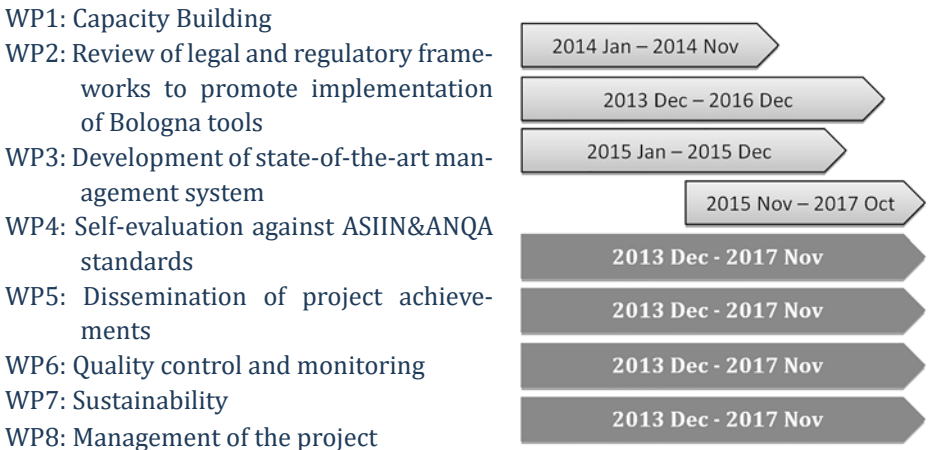 WP1: Capacity Building
WP2: Review of legal and regulatory frame-
works to promote implementation
of Bologna tools
WP3: Development of state-of-the-art man-
agement system
WP4: Self-evaluation against ASIIN&ANQA
standards
WP5: Dissemination of project achieve-
ments
WP6: Quality control and monitoring
WP7: Sustainability
WP8: Management of the project
2014 Jan – 2014 Nov
2013 Dec – 2016 Dec
2015 Jan – 2015 Dec
2015 Nov – 2017 Oct
2013 Dec - 2017 Nov
2013 Dec - 2017 Nov
2013 Dec - 2017 Nov
2013 Dec - 2017 Nov